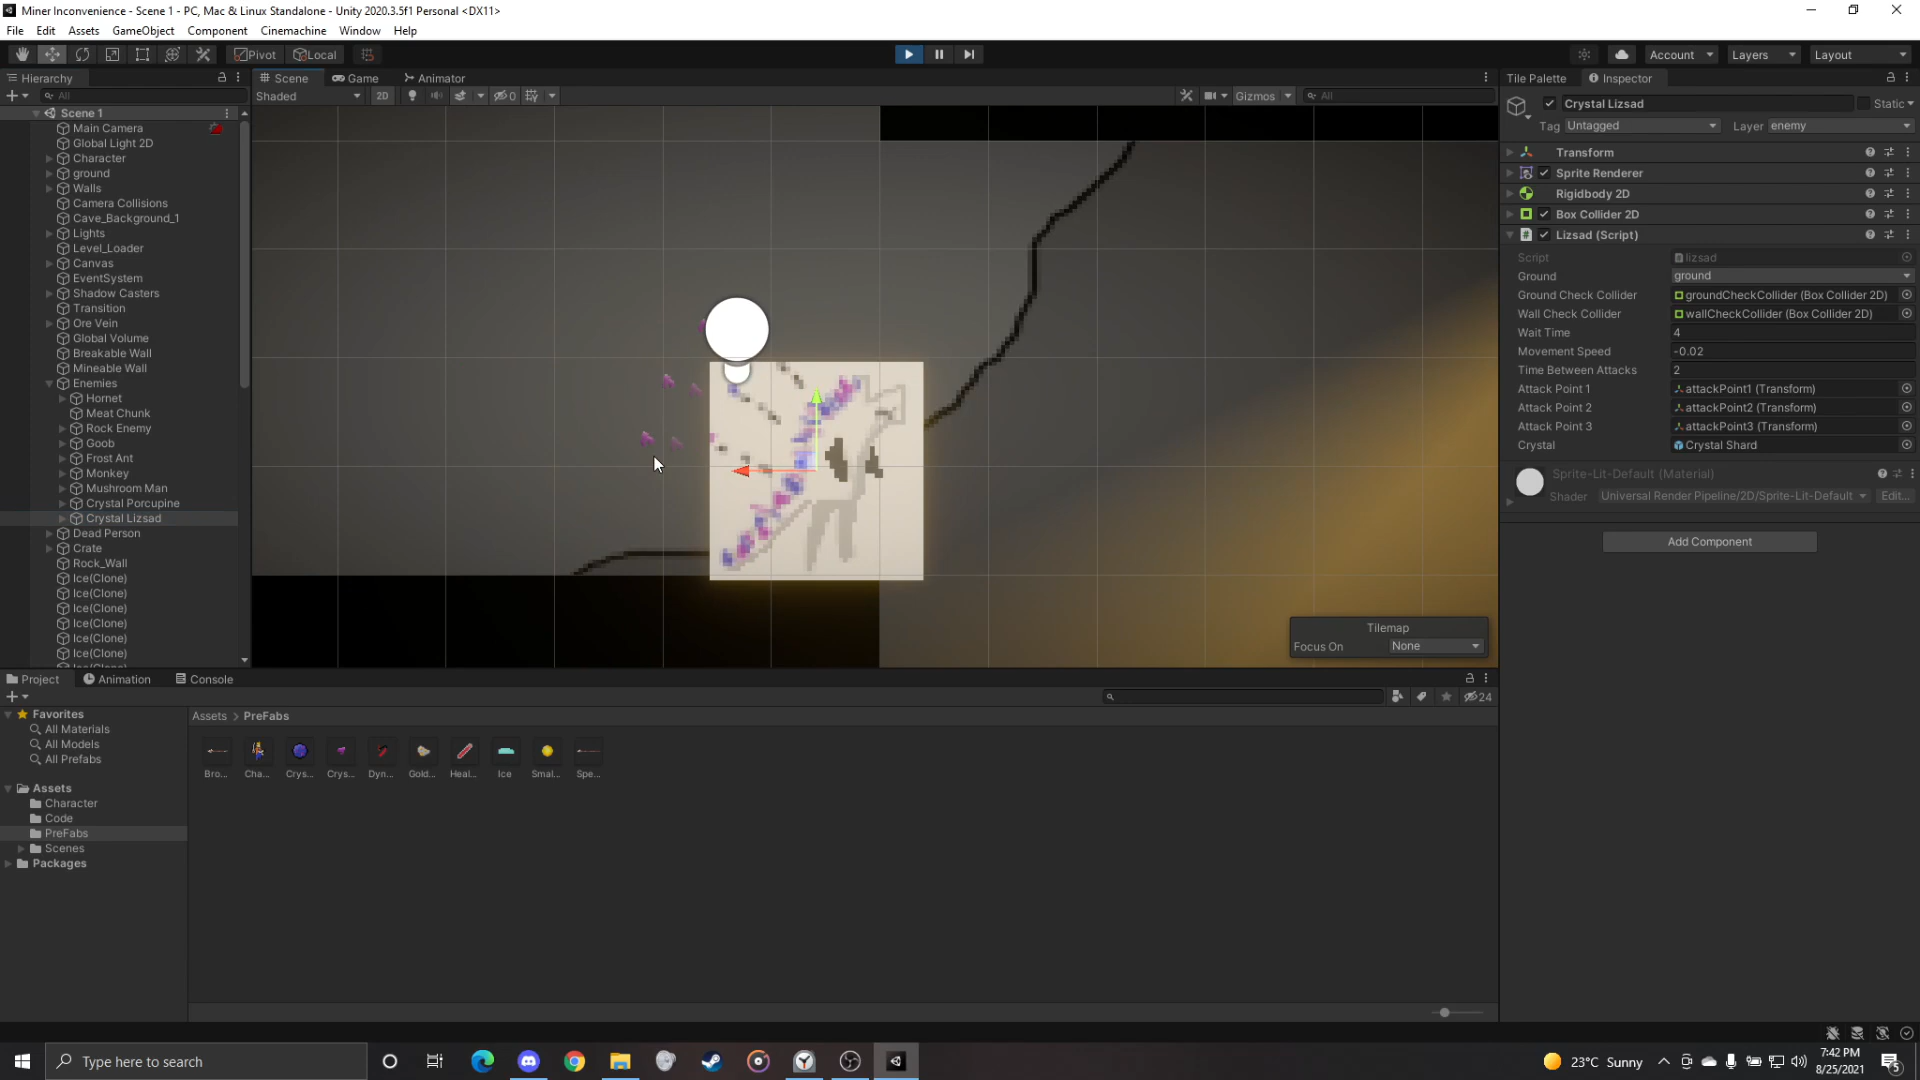 Miner Inconvenience - Scene 1 - PC, Mac & Linux Standalone - Unity 2020.3.5f1 Personal <DX11>
File Edit Assets GameObject Component Cinemachine Window Help
Pivot Local Account Layers Layout
Hierarchy
All
Scene 1
Main Camera
Global Light 2D
Character
ground
Walls
Camera Collisions
Cave_Background_1
Lights
Level_Loader
Canvas
EventSystem
Shadow Casters
Transition
Ore Vein
Global Volume
Breakable Wall
Mineable Wall
Enemies
Hornet
Meat Chunk
Rock Enemy
Goob
Frost Ant
Monkey
Mushroom Man
Crystal Porcupine
Crystal Lizsad
Dead Person
Crate
Rock_Wall
Ice(Clone)
Ice(Clone)
Ice(Clone)
Ice(Clone)
Ice(Clone)
Ice(Clone)
Scene Game Animator
Shaded 2D 0 Gizmos All
Tilemap
Focus On None
Tile Palette Inspector
Crystal Lizsad Static
Tag Untagged Layer enemy
Transform
Sprite Renderer
Rigidbody 2D
Box Collider 2D
Lizsad (Script)
Script lizsad
Ground ground
Ground Check Collider groundCheckCollider (Box Collider 2D)
Wall Check Collider wallCheckCollider (Box Collider 2D)
Wait Time 4
Movement Speed -0.02
Time Between Attacks 2
Attack Point 1 attackPoint1 (Transform)
Attack Point 2 attackPoint2 (Transform)
Attack Point 3 attackPoint3 (Transform)
Crystal Crystal Shard
Sprite-Lit-Default (Material)
Shader Universal Render Pipeline/2D/Sprite-Lit-Default Edit...
Add Component
Project Animation Console
24
Favorites
All Materials
All Models
All Prefabs
Assets
Character
Code
PreFabs
Scenes
Packages
Assets > PreFabs
Bro... Cha... Crys... Crys... Dyn... Gold... Heal... Ice Smal... Spe...
Type here to search
23°C Sunny
7:42 PM
8/25/2021
5